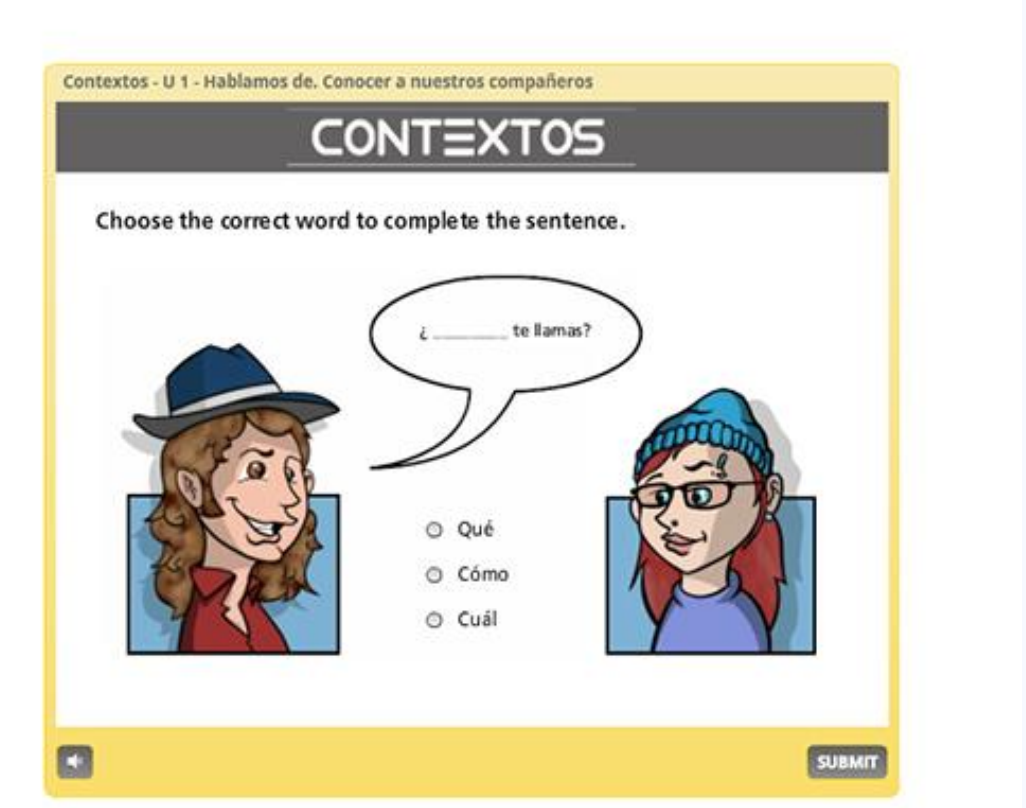 Contextos - U 1 - Hablamos de. Conocer a nuestros compañeros
CONTEXTOS
Choose the correct word to complete the sentence.
¿ ________ te llamas?
Qué
Cómo
Cuál
SUBMIT